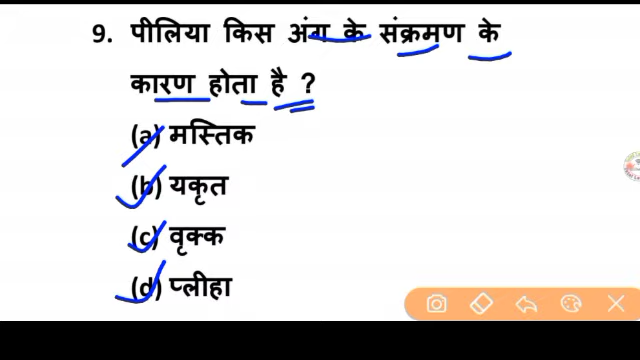 9. पीलिया किस अंग के संक्रमण के
कारण होता है ?
(a) मस्तिक
(b) यकृत
(c) वृक्क
(d) प्लीहा